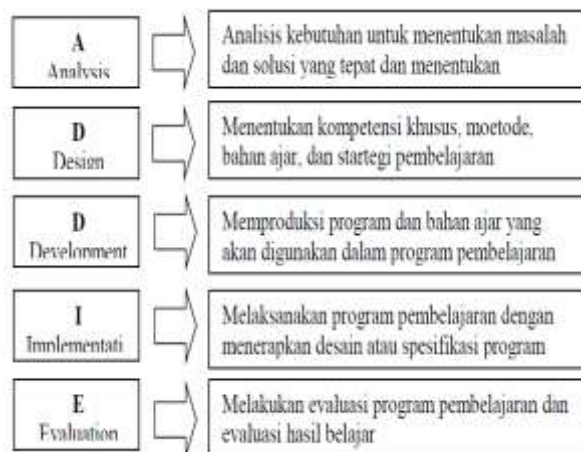 A
Analysis
Analisis kebutuhan untuk menentukan masalah
dan solusi yang tepat dan menentukan
D
Design
Menentukan kompetensi khusus, moetode,
bahan ajar, dan startegi pembelajaran
D
Development
Memproduksi program dan bahan ajar yang
akan digunakan dalam program pembelajaran
I
Implementati
Melaksanakan program pembelajaran dengan
menerapkan desain atau spesifikasi program
E
Evaluation
Melakukan evaluasi program pembelajaran dan
evaluasi hasil belajar